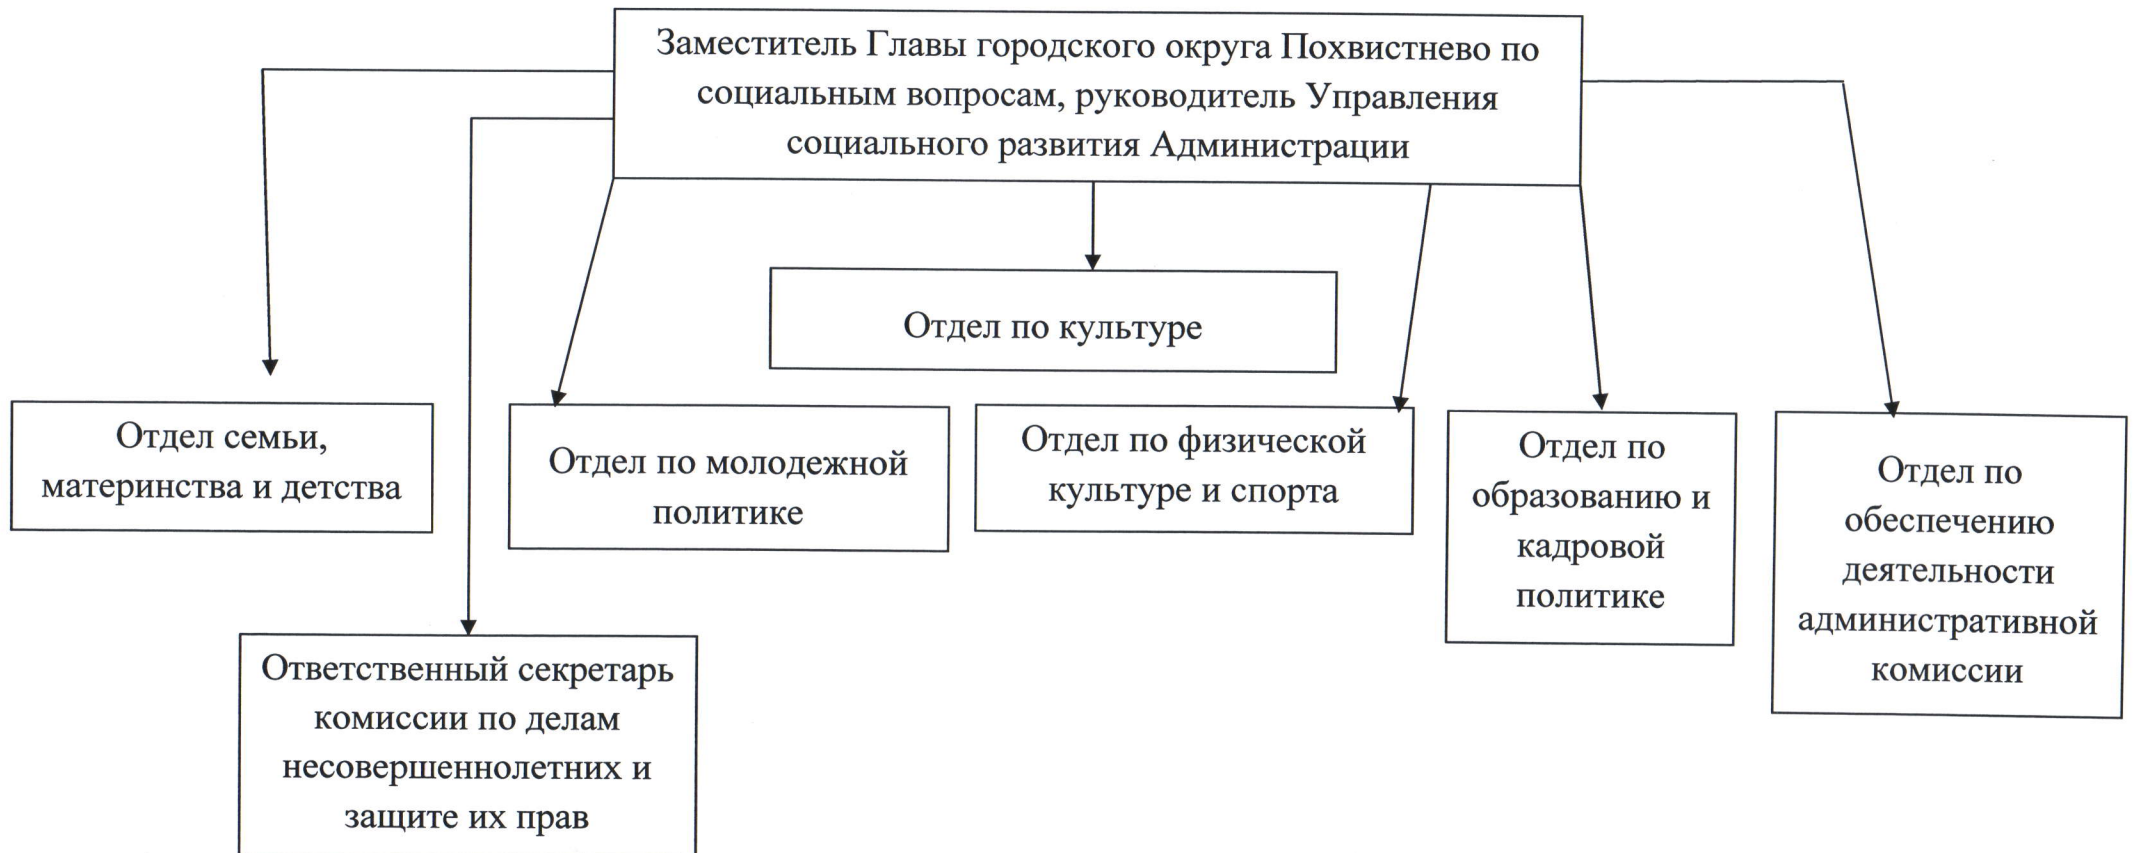 Заместитель Главы городского округа Похвистнево по
социальным вопросам, руководитель Управления
социального развития Администрации
Отдел по культуре
Отдел семьи,
материнства и детства
Отдел по молодежной
политике
Отдел по физической
культуре и спорта
Отдел по
образованию и
кадровой
политике
Отдел по
обеспечению
деятельности
административной
комиссии
Ответственный секретарь
комиссии по делам
несовершеннолетних и
защите их прав